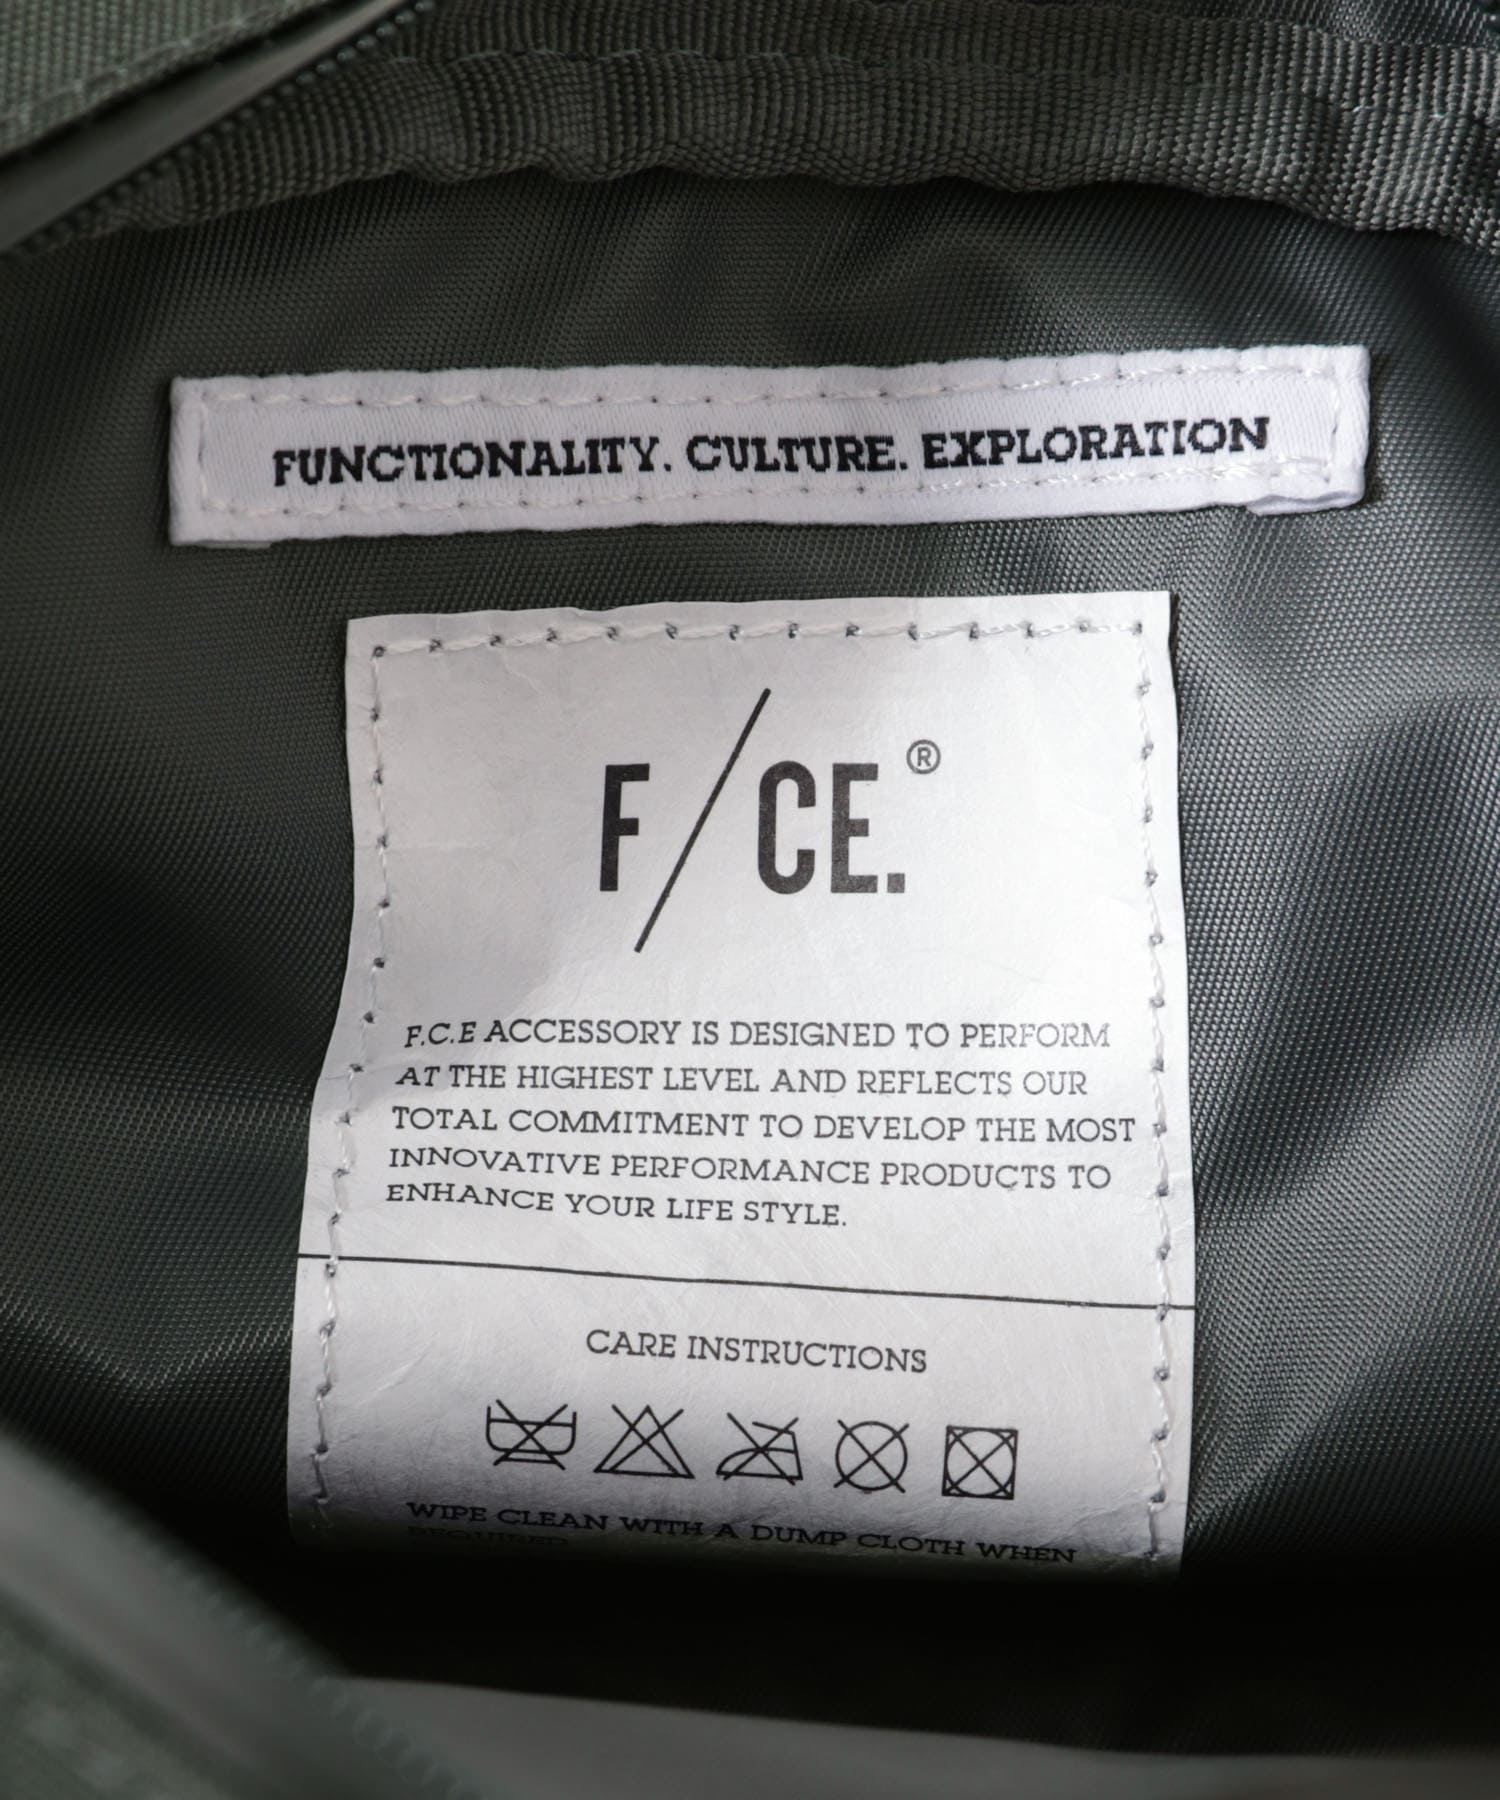 FUNCTIONALITY. CULTURE. EXPLORATION
F/CE.®
F.C.E ACCESSORY IS DESIGNED TO PERFORM
AT THE HIGHEST LEVEL AND REFLECTS OUR
TOTAL COMMITMENT TO DEVELOP THE MOST
INNOVATIVE PERFORMANCE PRODUCTS TO
ENHANCE YOUR LIFE STYLE.
CARE INSTRUCTIONS
WIPE CLEAN WITH A DUMP CLOTH WHEN
REQUIRED